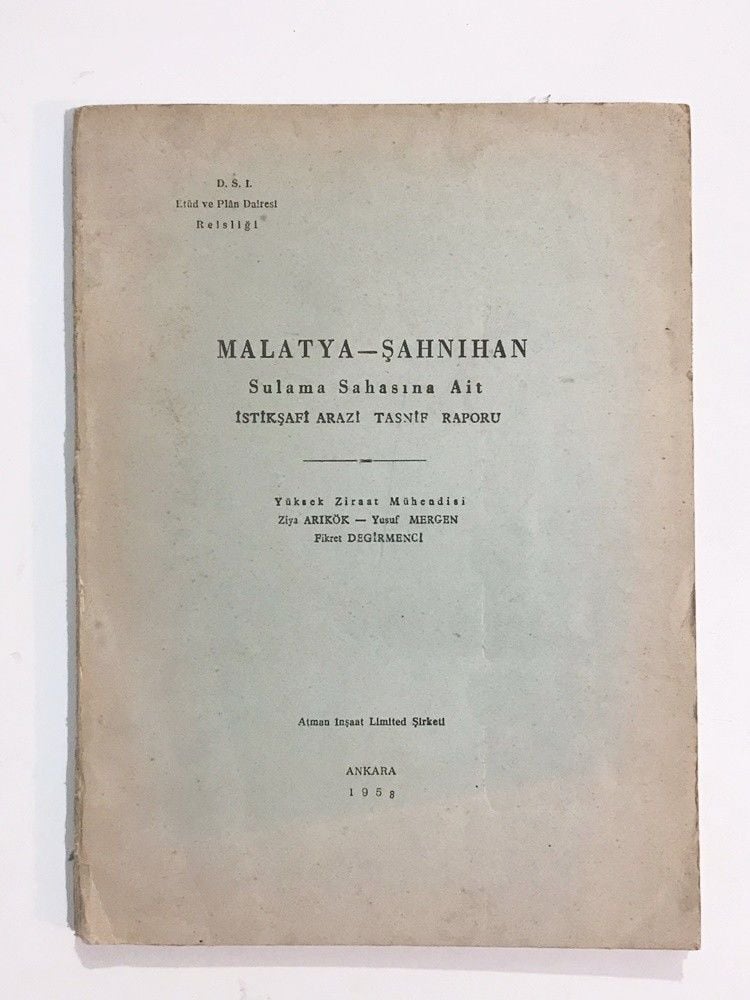 D. S. I.
Etüd ve Plân Dairesi
Reisliği
MALATYA—ŞAHNIHAN
Sulama Sahasına Ait
İSTİKŞAFİ ARAZİ TASNİF RAPORU
Yüksek Ziraat Mühendisi
Ziya ARIKÖK — Yusuf MERGEN
Fikret DEGİRMENCİ
Atman İnşaat Limited Şirketi
ANKARA
1958